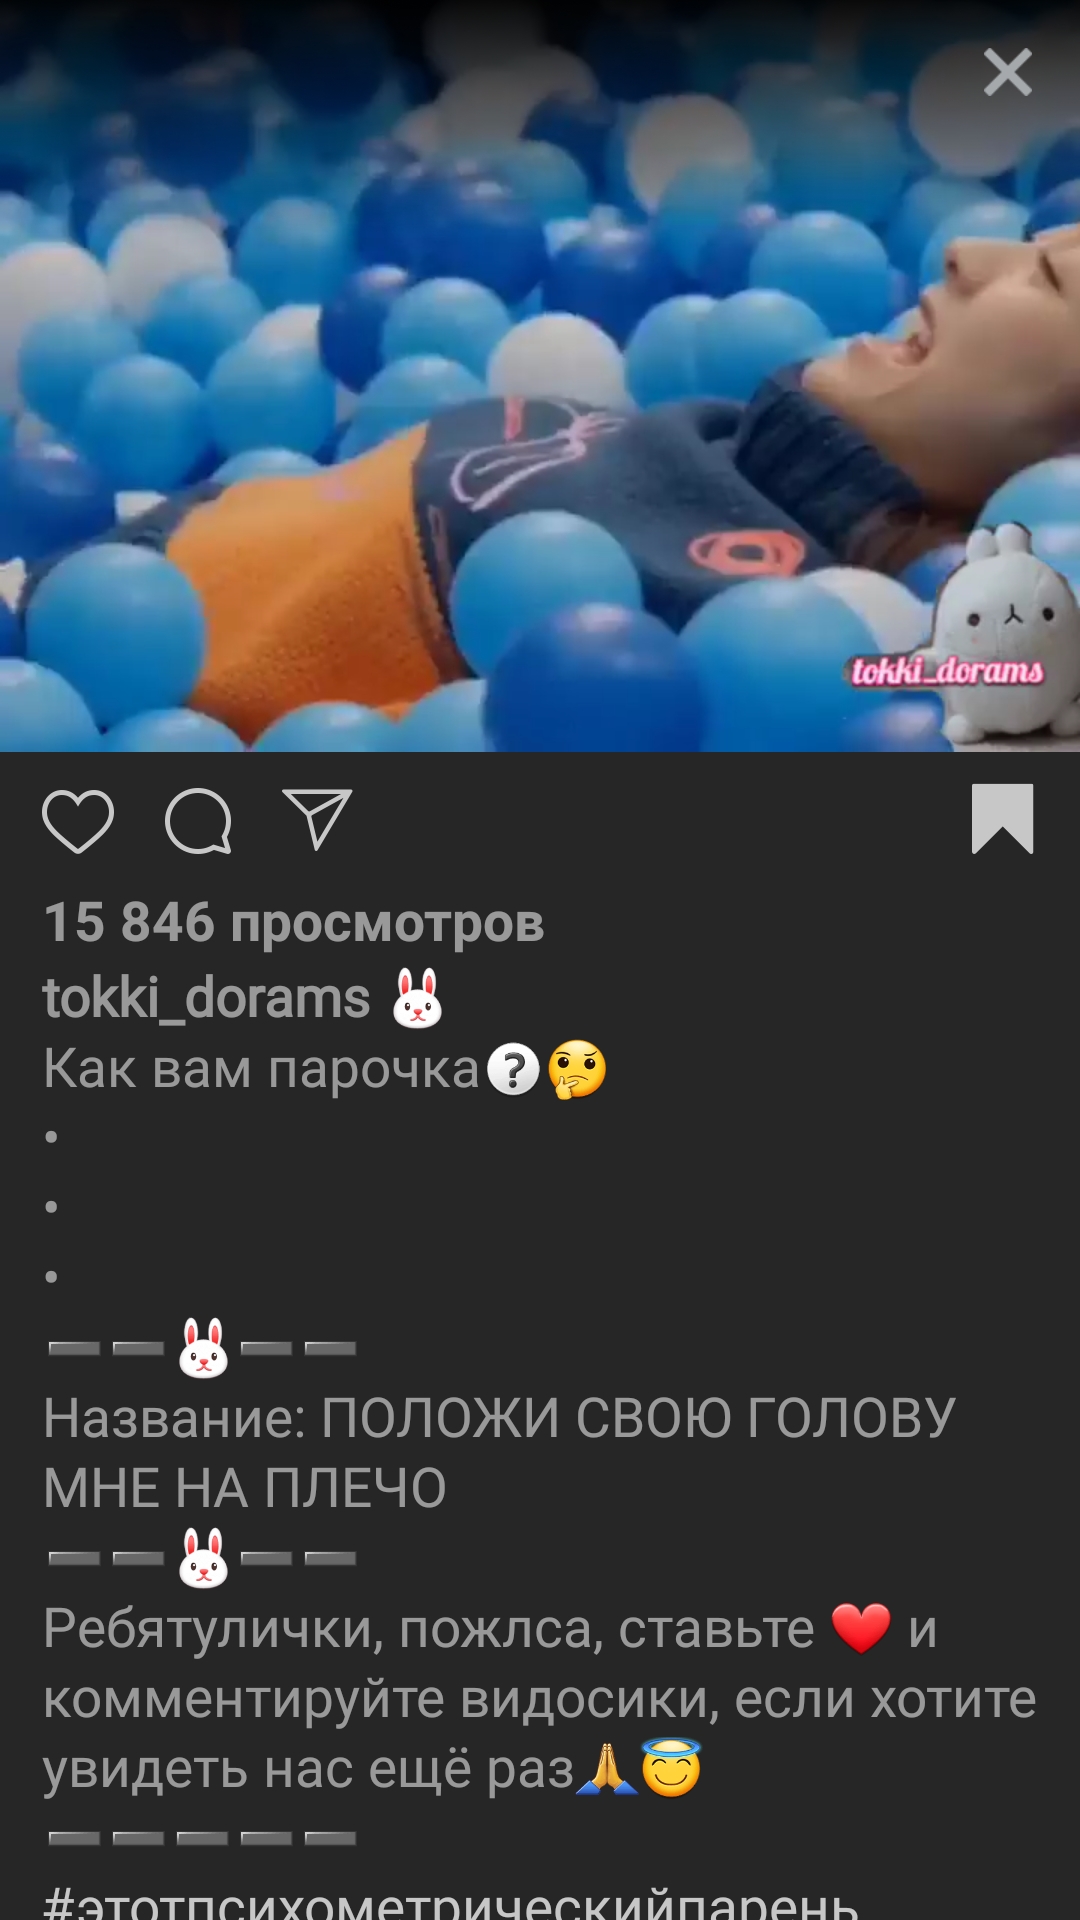 tokki_dorams
15 846 просмотров
tokki_dorams 🐰
Как вам парочка❔🤔
•
•
•
➖➖🐰➖➖
Название: ПОЛОЖИ СВОЮ ГОЛОВУ
МНЕ НА ПЛЕЧО
➖➖🐰➖➖
Ребятулички, пожлса, ставьте ❤️ и
комментируйте видосики, если хотите
увидеть нас ещё раз🙏😇
➖➖➖➖➖
#этотпсихометрическийпарень